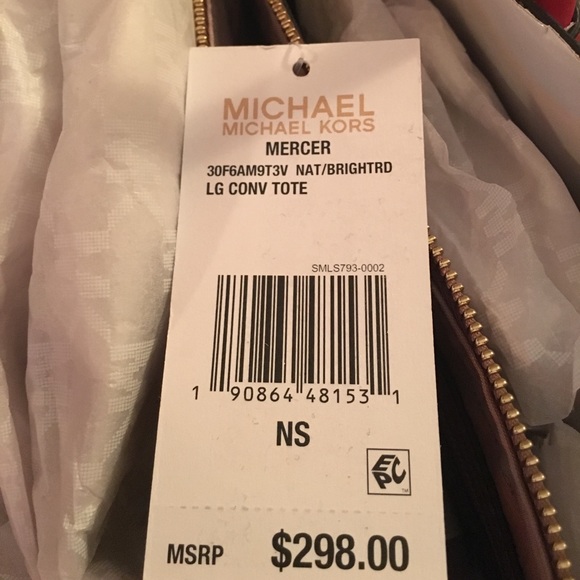 MICHAEL
MICHAEL KORS
MERCER
30F6AM9T3V NAT/BRIGHTRD
LG CONV TOTE
SMLS793-0002
1 90864 48153 1
NS
EPC
MSRP $298.00